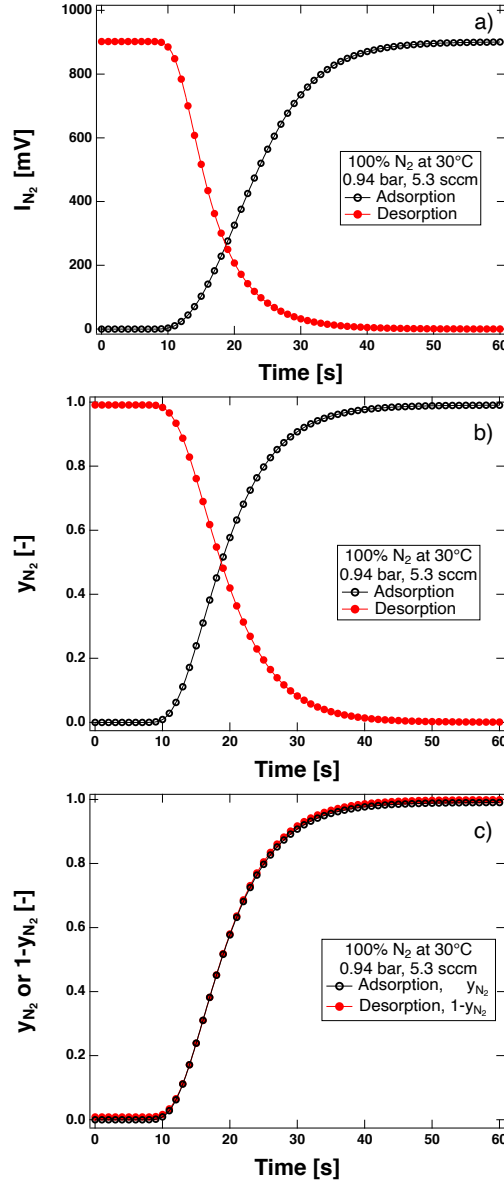 1000
800
600
400
200
0
I_N₂ [mV]
a)
100% N₂ at 30°C
0.94 bar, 5.3 sccm
Adsorption
Desorption
0 10 20 30 40 50 60
Time [s]
1.0
0.8
0.6
0.4
0.2
0.0
y_N₂ [-]
b)
100% N₂ at 30°C
0.94 bar, 5.3 sccm
Adsorption
Desorption
0 10 20 30 40 50 60
Time [s]
1.0
0.8
0.6
0.4
0.2
0.0
y_N₂ or 1-y_N₂ [-]
c)
100% N₂ at 30°C
0.94 bar, 5.3 sccm
Adsorption, y_N₂
Desorption, 1-y_N₂
0 10 20 30 40 50 60
Time [s]